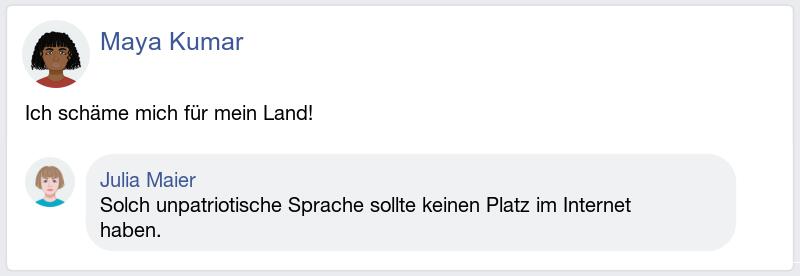 Maya Kumar
Ich schäme mich für mein Land!
Julia Maier
Solch unpatriotische Sprache sollte keinen Platz im Internet
haben.